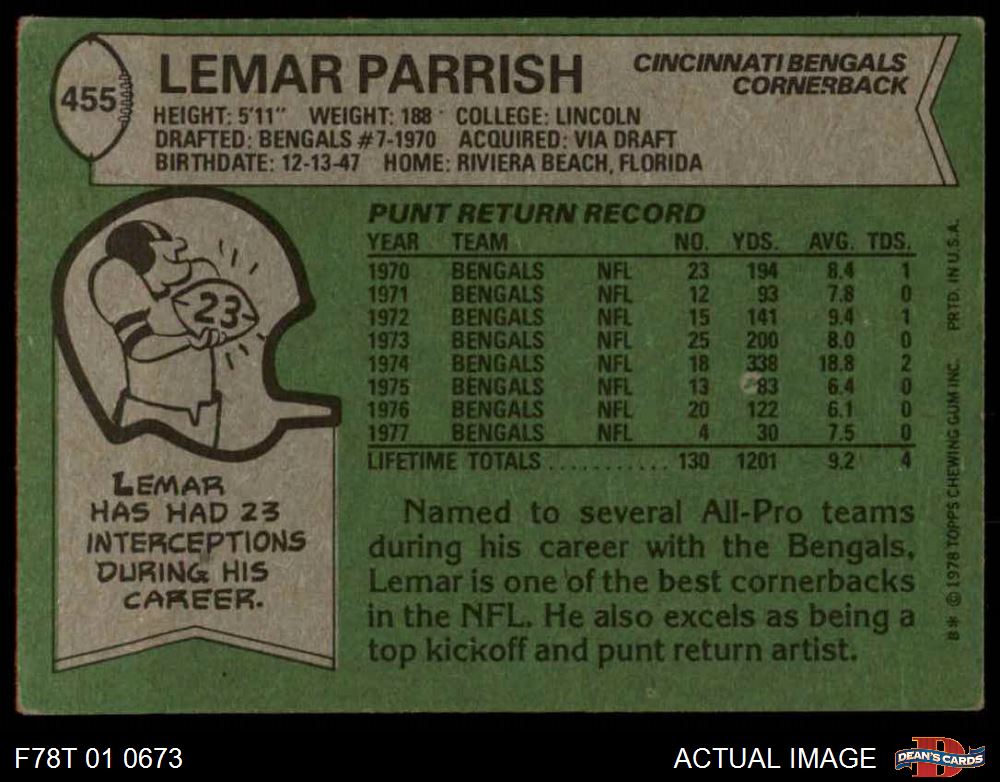 455
LEMAR PARRISH
CINCINNATI BENGALS
CORNERBACK
HEIGHT: 5'11" WEIGHT: 188 COLLEGE: LINCOLN
DRAFTED: BENGALS #7-1970 ACQUIRED: VIA DRAFT
BIRTHDATE: 12-13-47 HOME: RIVIERA BEACH, FLORIDA
23
LEMAR
HAS HAD 23
INTERCEPTIONS
DURING HIS
CAREER.
PUNT RETURN RECORD
YEAR TEAM NO. YDS. AVG. TDS.
1970 BENGALS NFL 23 194 8.4 1
1971 BENGALS NFL 12 93 7.8 0
1972 BENGALS NFL 15 141 9.4 1
1973 BENGALS NFL 25 200 8.0 0
1974 BENGALS NFL 18 338 18.8 2
1975 BENGALS NFL 13 83 6.4 0
1976 BENGALS NFL 20 122 6.1 0
1977 BENGALS NFL 4 30 7.5 0
LIFETIME TOTALS ........... 130 1201 9.2 4
Named to several All-Pro teams
during his career with the Bengals,
Lemar is one of the best cornerbacks
in the NFL. He also excels as being a
top kickoff and punt return artist.
B* © 1978 TOPPS CHEWING GUM INC. PRTD. IN U.S.A.
F78T 01 0673
ACTUAL IMAGE
D
DEAN'S CARDS